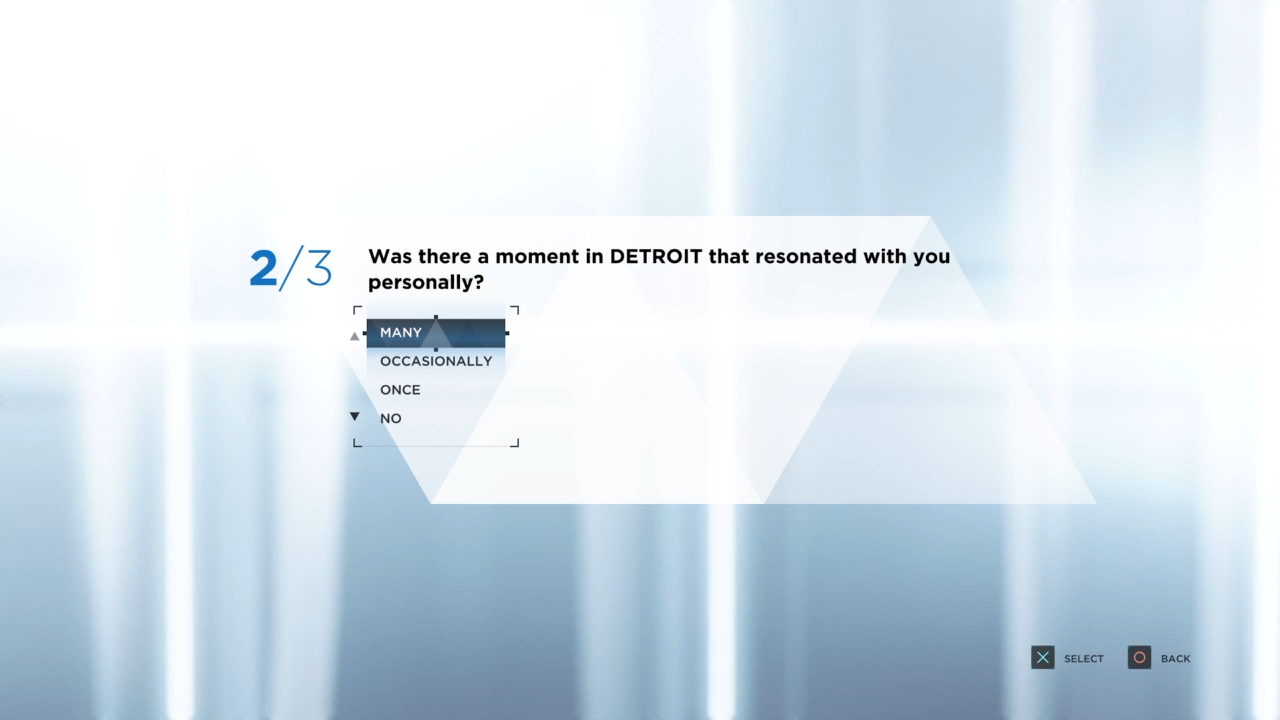 2/3
Was there a moment in DETROIT that resonated with you
personally?
MANY
OCCASIONALLY
ONCE
NO
SELECT BACK